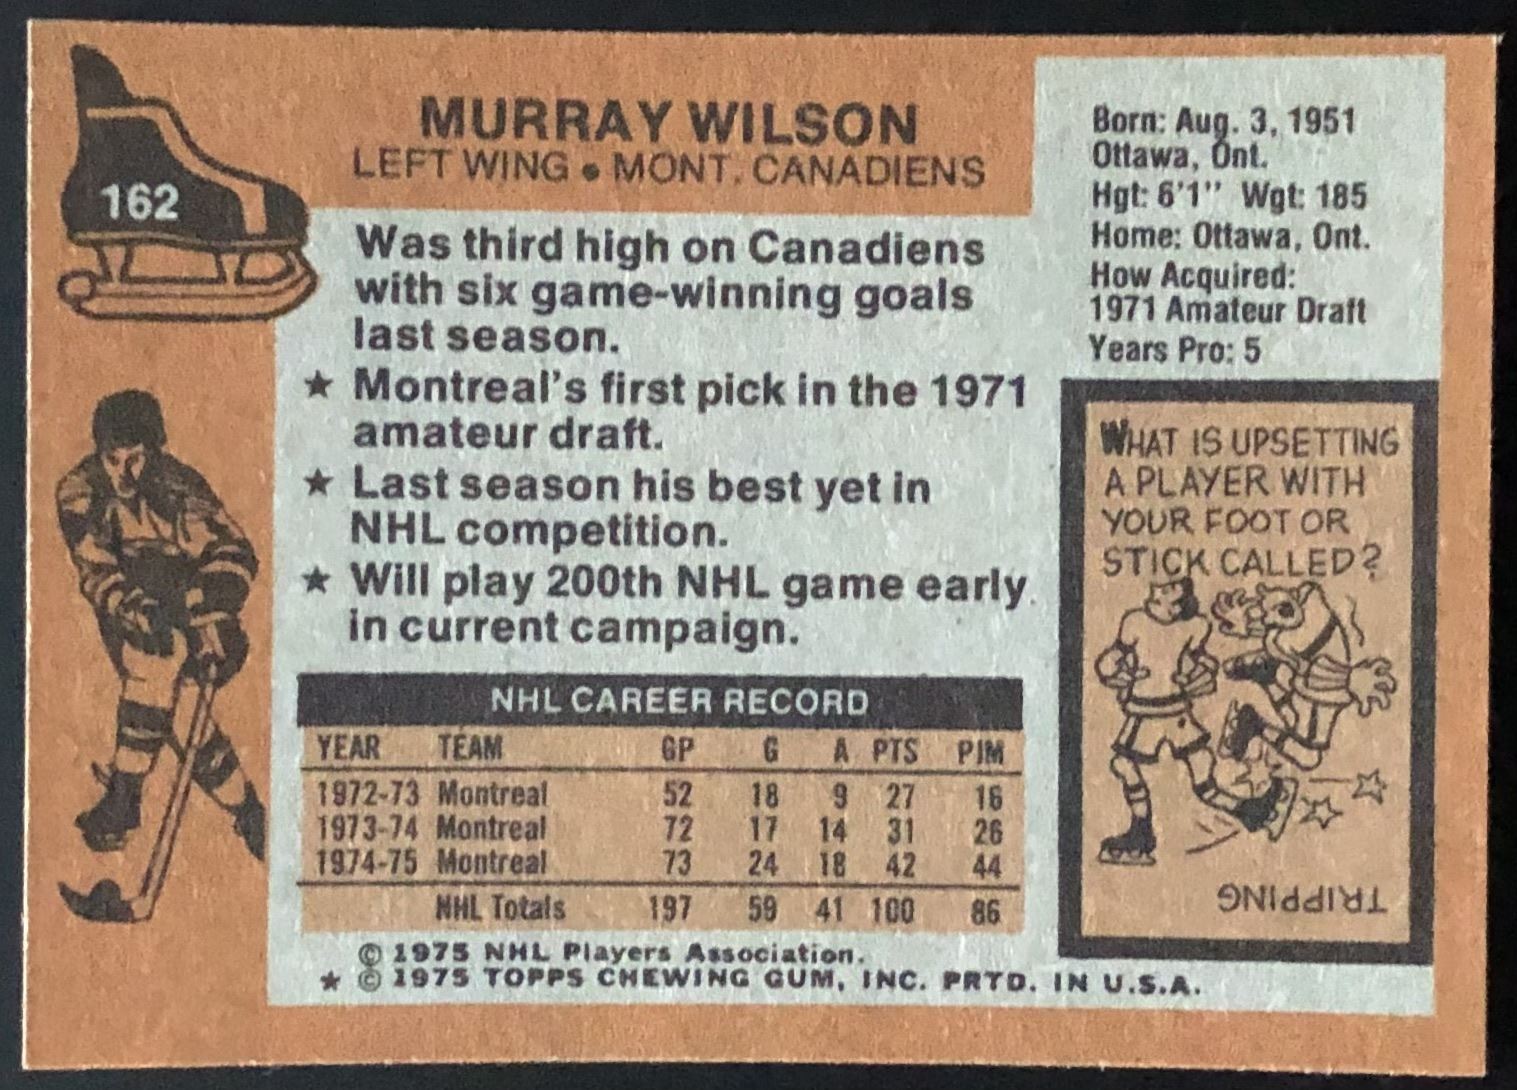 162
MURRAY WILSON
LEFT WING • MONT. CANADIENS
Was third high on Canadiens
with six game-winning goals
last season.
★ Montreal's first pick in the 1971
amateur draft.
★ Last season his best yet in
NHL competition.
★ Will play 200th NHL game early
in current campaign.
NHL CAREER RECORD
YEAR TEAM GP G A PTS PIM
1972-73 Montreal 52 18 9 27 16
1973-74 Montreal 72 17 14 31 26
1974-75 Montreal 73 24 18 42 44
NHL Totals 197 59 41 100 86
© 1975 NHL Players Association.
★ © 1975 TOPPS CHEWING GUM, INC. PRTD. IN U.S.A.
Born: Aug. 3, 1951
Ottawa, Ont.
Hgt: 6'1" Wgt: 185
Home: Ottawa, Ont.
How Acquired:
1971 Amateur Draft
Years Pro: 5
WHAT IS UPSETTING
A PLAYER WITH
YOUR FOOT OR
STICK CALLED?
TRIPPING